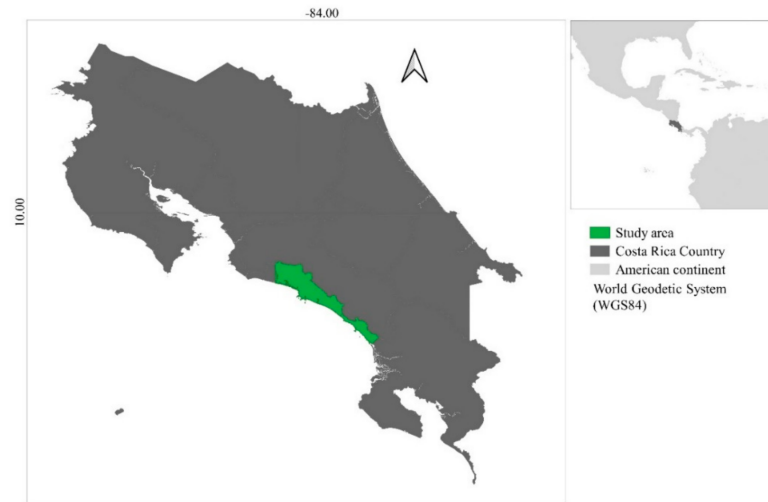 -84.00
10.00
Study area
Costa Rica Country
American continent
World Geodetic System
(WGS84)